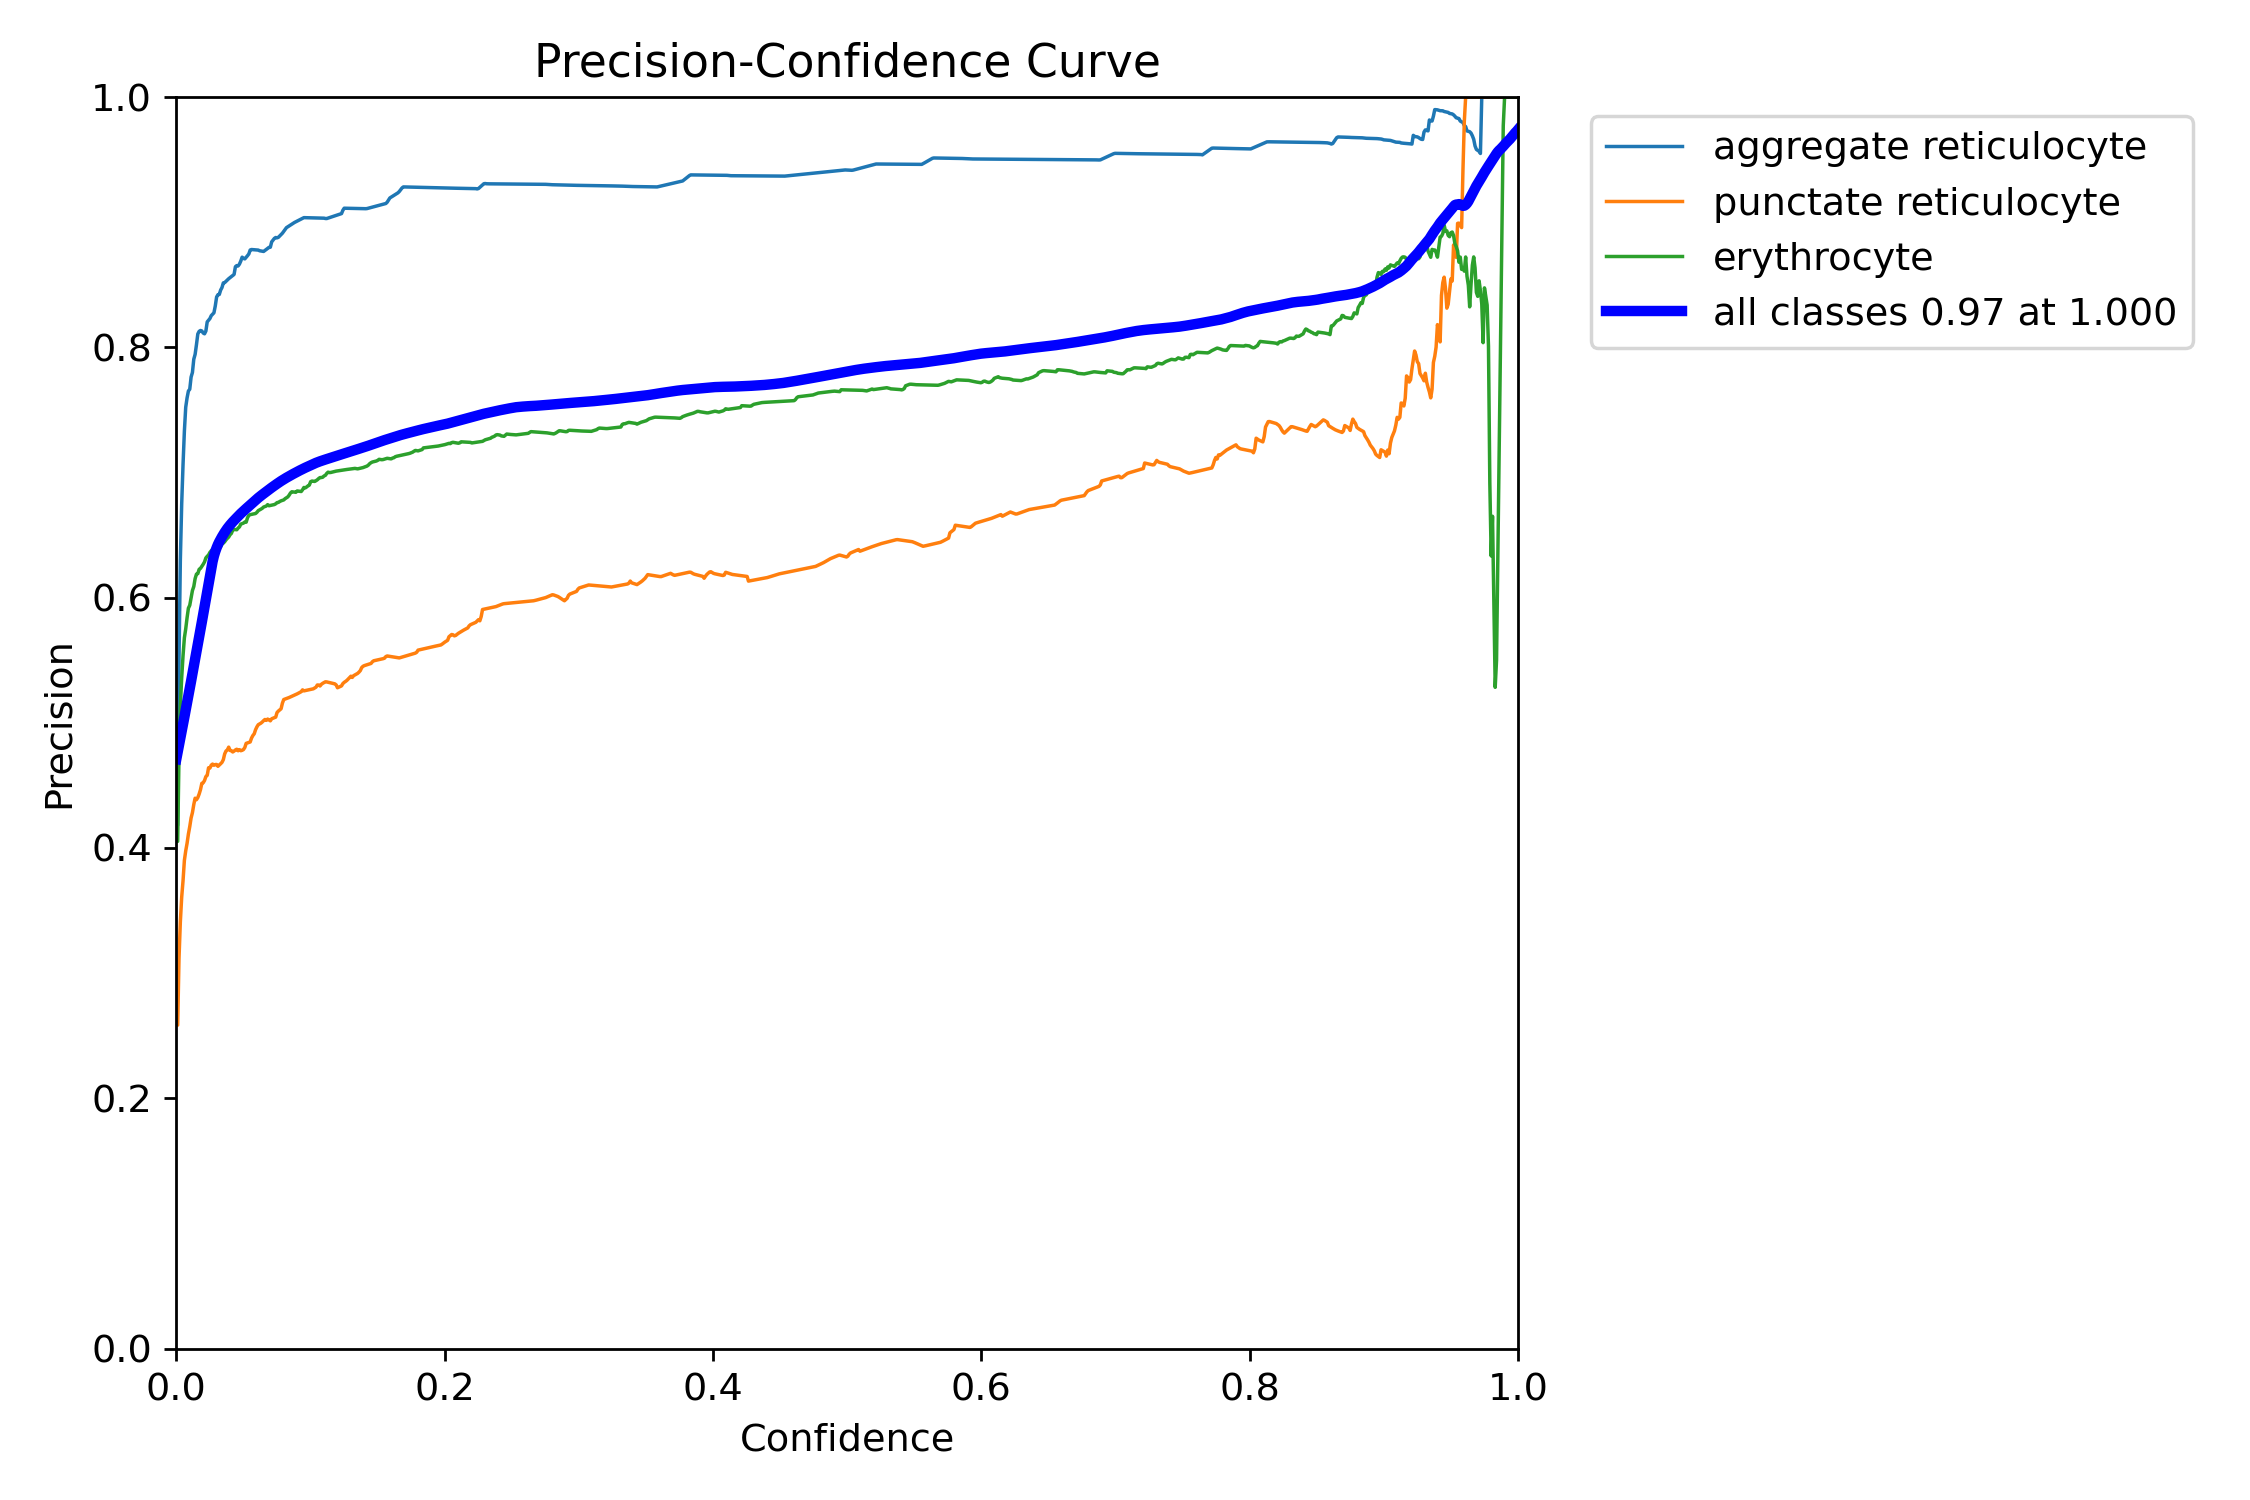 Precision-Confidence Curve
1.0
0.8
0.6
0.4
0.2
0.0
Precision
0.0 0.2 0.4 0.6 0.8 1.0
Confidence
aggregate reticulocyte
punctate reticulocyte
erythrocyte
all classes 0.97 at 1.000